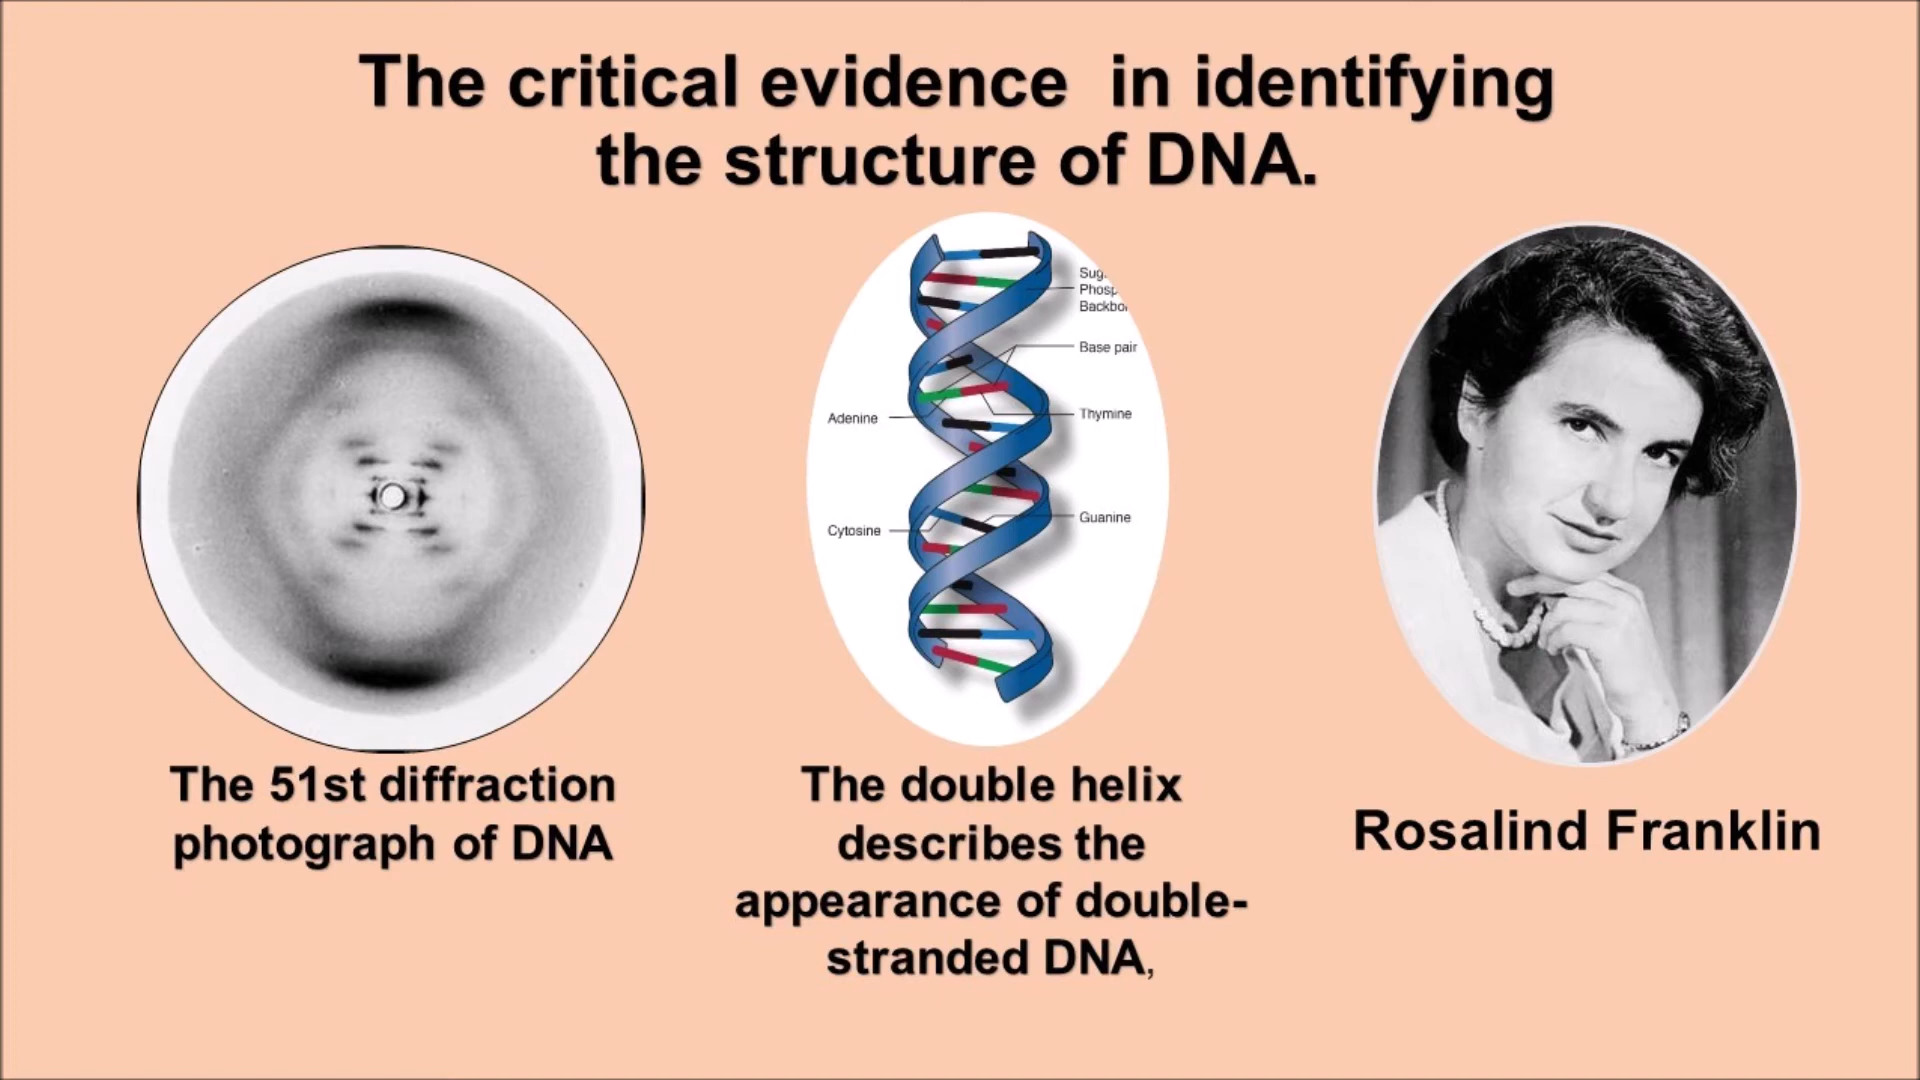 The critical evidence in identifying
the structure of DNA.
Base pair
Adenine
Thymine
Cytosine
Guanine
The 51st diffraction
photograph of DNA
The double helix
describes the
appearance of double-
stranded DNA,
Rosalind Franklin